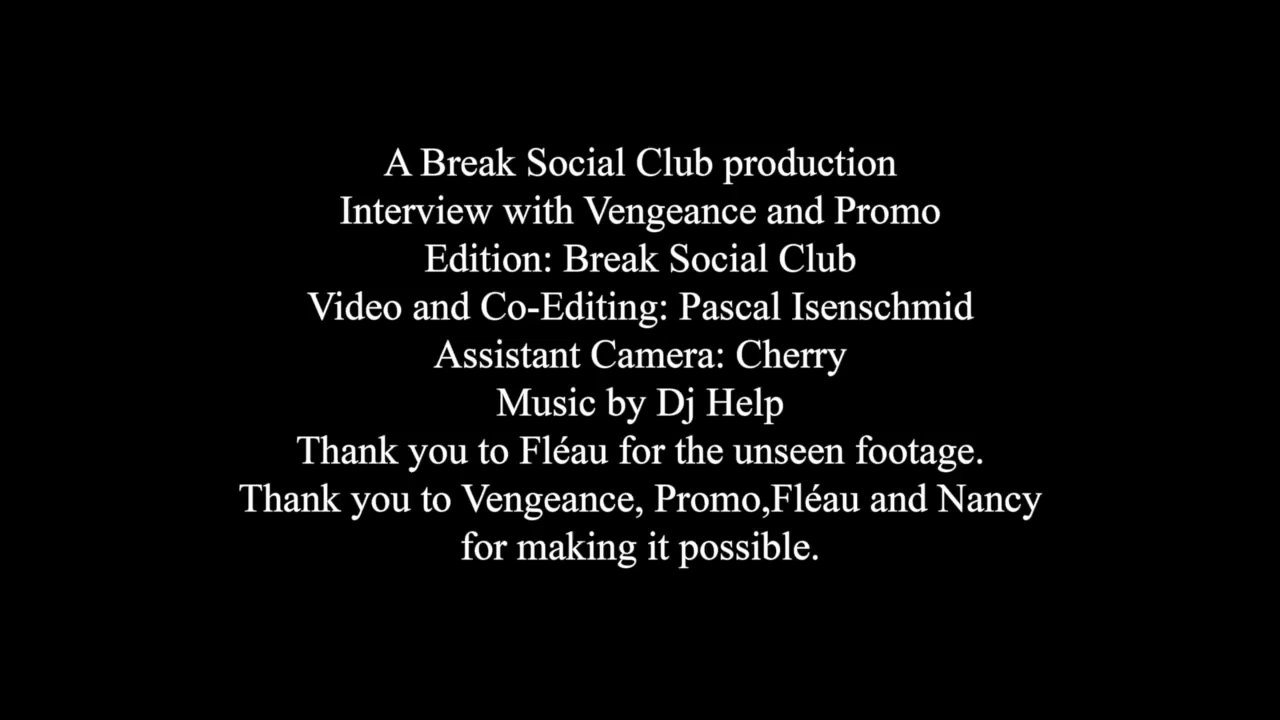 A Break Social Club production
Interview with Vengeance and Promo
Edition: Break Social Club
Video and Co-Editing: Pascal Isenschmid
Assistant Camera: Cherry
Music by Dj Help
Thank you to Fléau for the unseen footage.
Thank you to Vengeance, Promo,Fléau and Nancy
for making it possible.